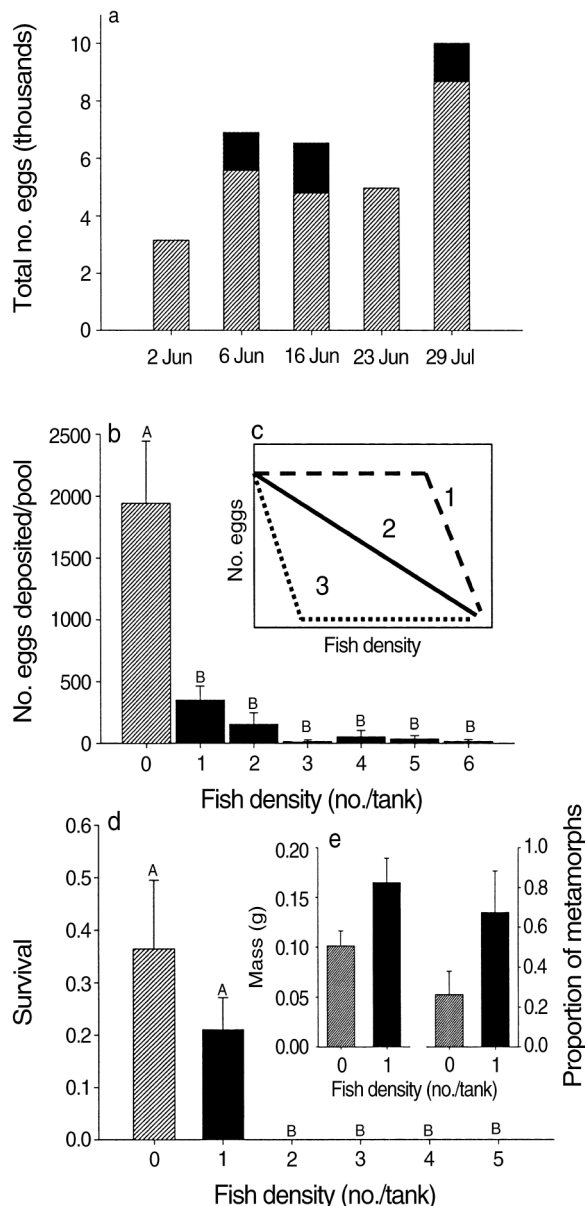 a
Total no. eggs (thousands)
10
8
6
4
2
0
2 Jun 6 Jun 16 Jun 23 Jun 29 Jul
b
No. eggs deposited/pool
2500
2000
1500
1000
500
0
A
B B B B B B
0 1 2 3 4 5 6
Fish density (no./tank)
c
No. eggs
1
2
3
Fish density
d
Survival
0.6
0.5
0.4
0.3
0.2
0.1
0.0
A
A
B B B B
0 1 2 3 4 5
Fish density (no./tank)
e
Mass (g)
0.20
0.15
0.10
0.05
0.00
Proportion of metamorphs
1.0
0.8
0.6
0.4
0.2
0.0
0 1 0 1
Fish density (no./tank)